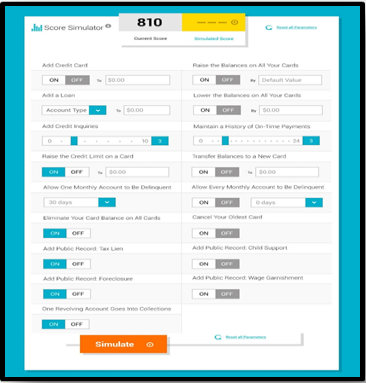 Score Simulator
810
Current Score
Simulated Score
Reset all Parameters
Add Credit Card
ON OFF to $0.00
Raise the Balances on All Your Cards
ON OFF By Default Value
Add a Loan
Account Type to $0.00
Lower the Balances on All Your Cards
ON OFF By $0.00
Add Credit Inquiries
0 10 3
Maintain a History of On-Time Payments
0 24 3
Raise the Credit Limit on a Card
ON OFF to $0.00
Transfer Balances to a New Card
ON OFF to $0.00
Allow One Monthly Account to be Delinquent
30 days
Allow Every Monthly Account to be Delinquent
ON OFF 0 days
Eliminate Your Card Balance on All Cards
ON OFF
Cancel Your Oldest Card
ON OFF
Add Public Record: Tax Lien
ON OFF
Add Public Record: Child Support
ON OFF
Add Public Record: Foreclosure
ON OFF
Add Public Record: Wage Garnishment
ON OFF
One Revolving Account Goes Into Collections
ON OFF
Simulate
Reset all Parameters